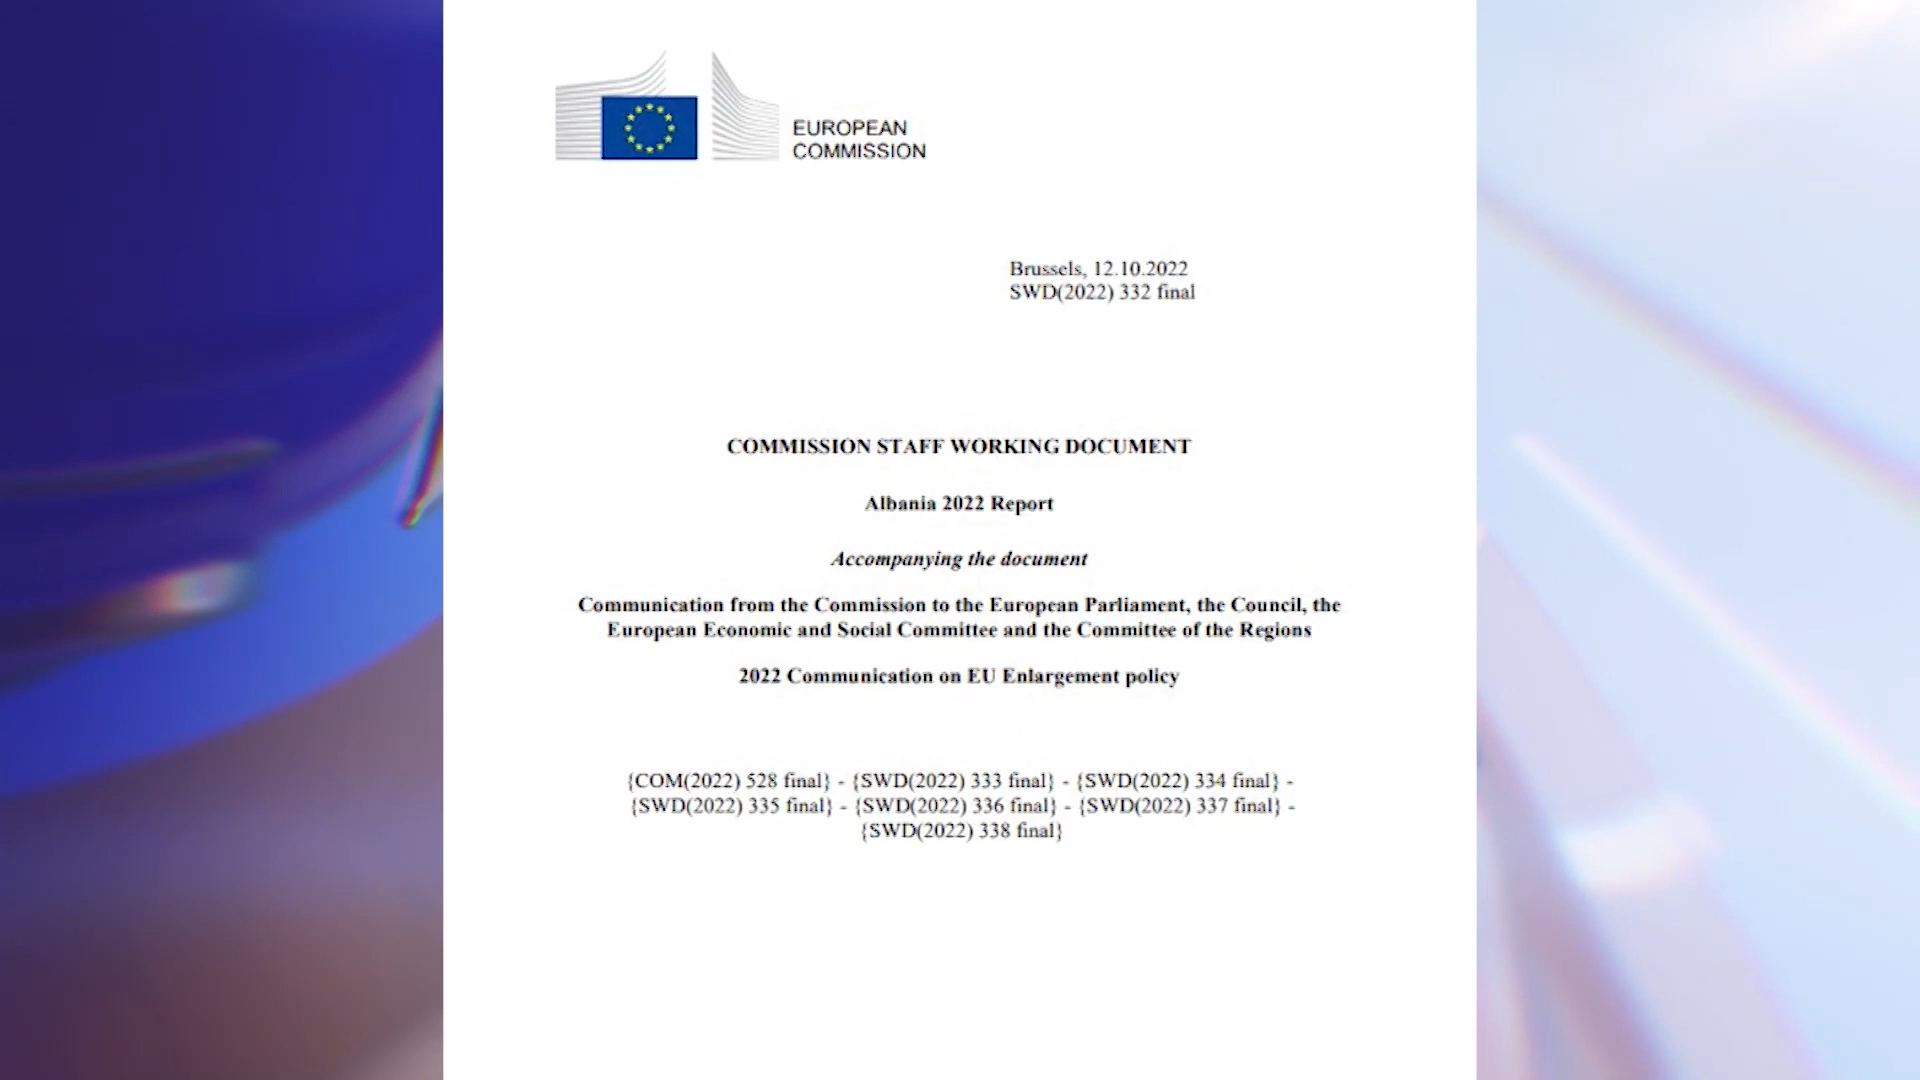 EUROPEAN
COMMISSION
Brussels, 12.10.2022
SWD(2022) 332 final
COMMISSION STAFF WORKING DOCUMENT
Albania 2022 Report
Accompanying the document
Communication from the Commission to the European Parliament, the Council, the
European Economic and Social Committee and the Committee of the Regions
2022 Communication on EU Enlargement policy
{COM(2022) 528 final} - {SWD(2022) 333 final} - {SWD(2022) 334 final} -
{SWD(2022) 335 final} - {SWD(2022) 336 final} - {SWD(2022) 337 final} -
{SWD(2022) 338 final}